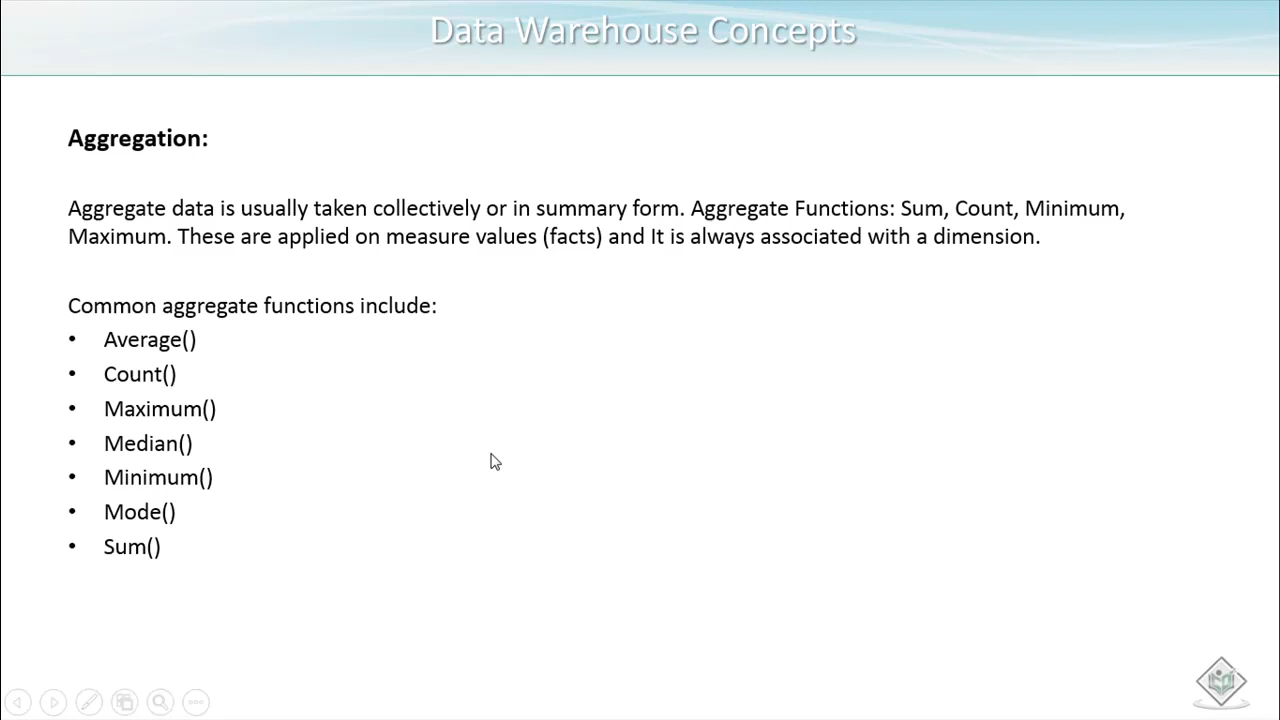 Data Warehouse Concepts
Aggregation:
Aggregate data is usually taken collectively or in summary form. Aggregate Functions: Sum, Count, Minimum,
Maximum. These are applied on measure values (facts) and It is always associated with a dimension.
Common aggregate functions include:
• Average()
• Count()
• Maximum()
• Median()
• Minimum()
• Mode()
• Sum()